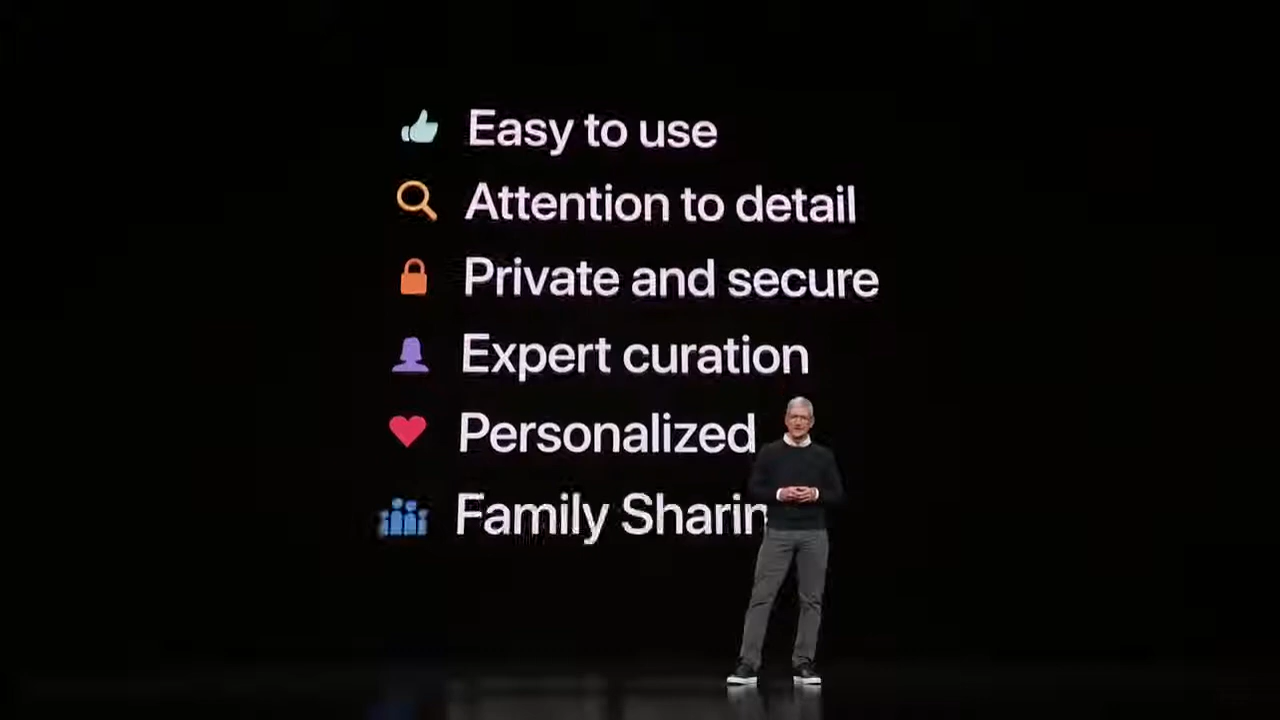 Easy to use
Attention to detail
Private and secure
Expert curation
Personalized
Family Sharin